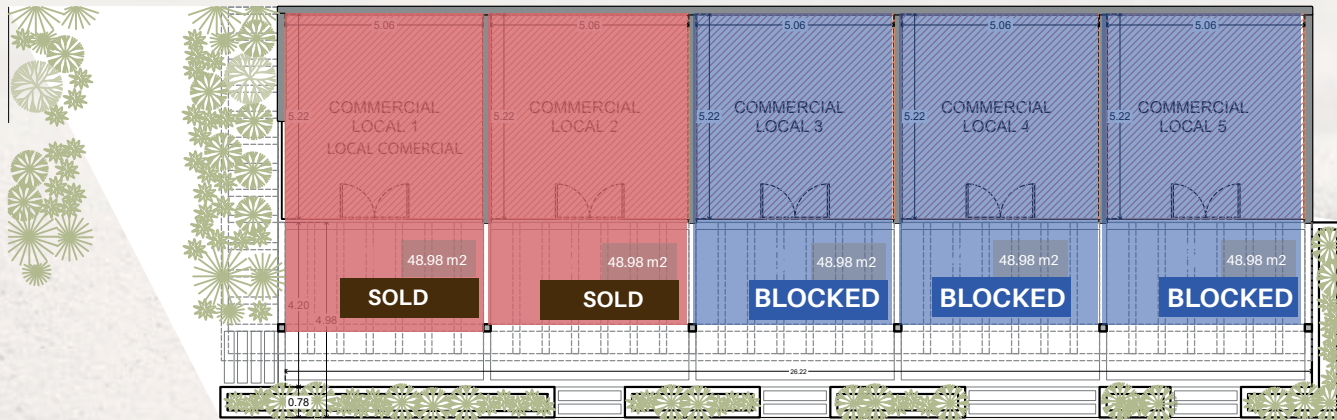 5.06 5.06 5.06 5.06 5.06
COMMERCIAL
LOCAL 1
LOCAL COMERCIAL
5.22
COMMERCIAL
LOCAL 2
5.22
COMMERCIAL
LOCAL 3
5.22
COMMERCIAL
LOCAL 4
5.22
COMMERCIAL
LOCAL 5
5.22
48.98 m2
SOLD
48.98 m2
SOLD
48.98 m2
BLOCKED
48.98 m2
BLOCKED
48.98 m2
BLOCKED
4.20
4.98
26.22
0.78